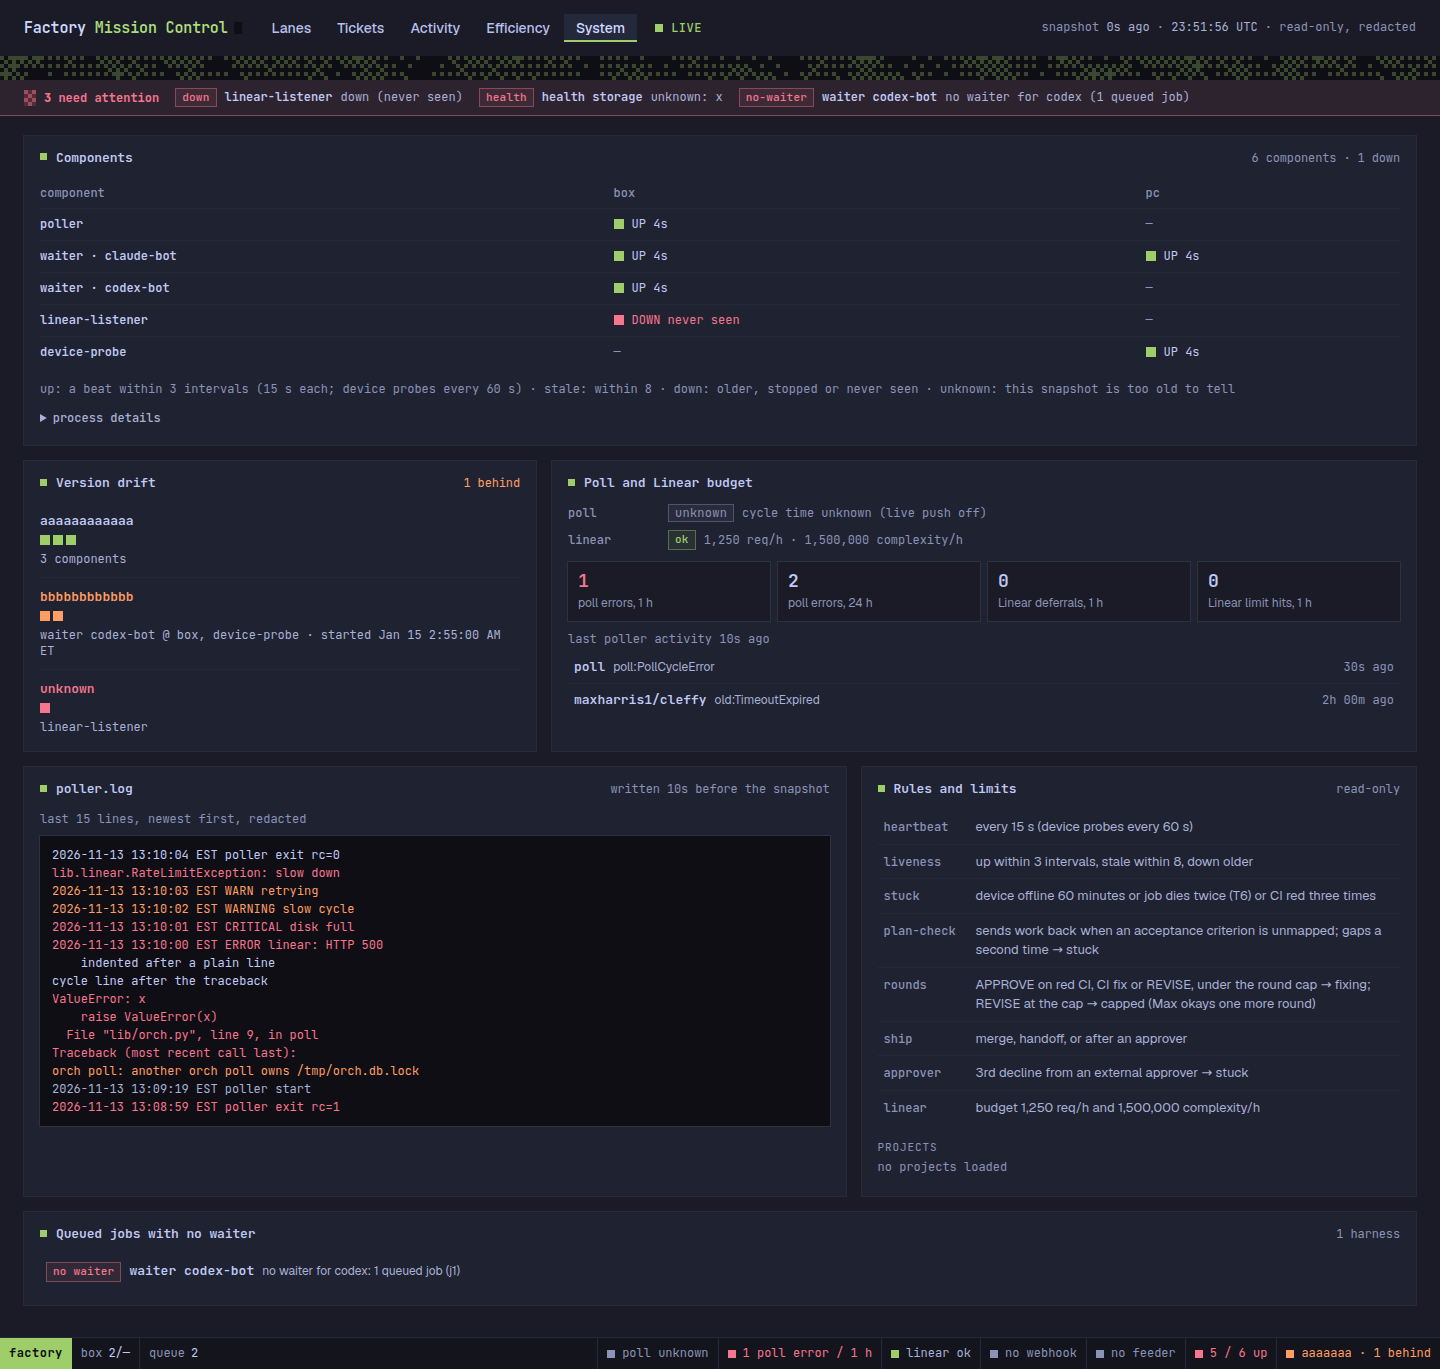 Factory Mission Control
Lanes Tickets Activity Efficiency System LIVE
snapshot 0s ago · 23:51:56 UTC · read-only, redacted
3 need attention down linear-listener down (never seen) health health storage unknown: x no-waiter waiter codex-bot no waiter for codex (1 queued job)
Components 6 components · 1 down
component box pc
poller UP 4s —
waiter · claude-bot UP 4s UP 4s
waiter · codex-bot UP 4s —
linear-listener DOWN never seen —
device-probe — UP 4s
up: a beat within 3 intervals (15 s each; device probes every 60 s) · stale: within 8 · down: older, stopped or never seen · unknown: this snapshot is too old to tell
process details
Version drift 1 behind
aaaaaaaaaaaa
3 components
bbbbbbbbbbbb
waiter codex-bot @ box, device-probe · started Jan 15 2:55:00 AM
ET
unknown
linear-listener
Poll and Linear budget
poll unknown cycle time unknown (live push off)
linear ok 1,250 req/h · 1,500,000 complexity/h
1 2 0 0
poll errors, 1 h poll errors, 24 h Linear deferrals, 1 h Linear limit hits, 1 h
last poller activity 10s ago
poll poll:PollCycleError 30s ago
maxharris1/cleffy old:TimeoutExpired 2h 00m ago
poller.log written 10s before the snapshot
last 15 lines, newest first, redacted
2026-11-13 13:10:04 EST poller exit rc=0
lib.linear.RateLimitException: slow down
2026-11-13 13:10:03 EST WARN retrying
2026-11-13 13:10:02 EST WARNING slow cycle
2026-11-13 13:10:01 EST CRITICAL disk full
2026-11-13 13:10:00 EST ERROR linear: HTTP 500
    indented after a plain line
cycle line after the traceback
ValueError: x
    raise ValueError(x)
  File "lib/orch.py", line 9, in poll
Traceback (most recent call last):
orch poll: another orch poll owns /tmp/orch.db.lock
2026-11-13 13:09:19 EST poller start
2026-11-13 13:08:59 EST poller exit rc=1
Rules and limits read-only
heartbeat every 15 s (device probes every 60 s)
liveness up within 3 intervals, stale within 8, down older
stuck device offline 60 minutes or job dies twice (T6) or CI red three times
plan-check sends work back when an acceptance criterion is unmapped; gaps a
second time → stuck
rounds APPROVE on red CI, CI fix or REVISE, under the round cap → fixing;
REVISE at the cap → capped (Max okays one more round)
ship merge, handoff, or after an approver
approver 3rd decline from an external approver → stuck
linear budget 1,250 req/h and 1,500,000 complexity/h
PROJECTS
no projects loaded
Queued jobs with no waiter 1 harness
no waiter waiter codex-bot no waiter for codex: 1 queued job (j1)
factory box 2/— queue 2 poll unknown 1 poll error / 1 h linear ok no webhook no feeder 5 / 6 up aaaaaaa · 1 behind